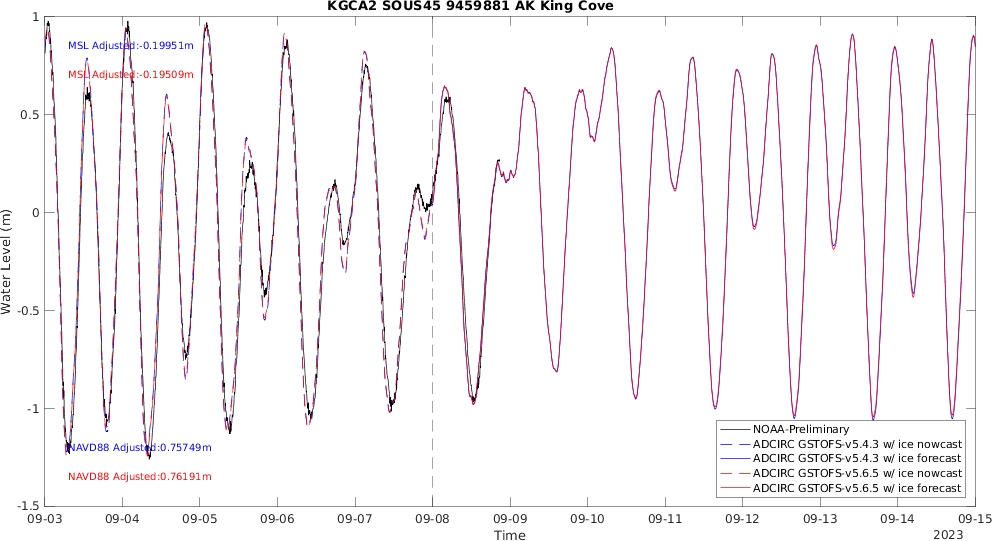 KGCA2 SOUS45 9459881 AK King Cove
1
0.5
0
-0.5
-1
-1.5
Water Level (m)
MSL Adjusted:-0.19951m
MSL Adjusted:-0.19509m
NAVD88 Adjusted:0.75749m
NAVD88 Adjusted:0.76191m
NOAA-Preliminary
ADCIRC GSTOFS-v5.4.3 w/ ice nowcast
ADCIRC GSTOFS-v5.4.3 w/ ice forecast
ADCIRC GSTOFS-v5.6.5 w/ ice nowcast
ADCIRC GSTOFS-v5.6.5 w/ ice forecast
09-03 09-04 09-05 09-06 09-07 09-08 09-09 09-10 09-11 09-12 09-13 09-14 09-15
Time
2023